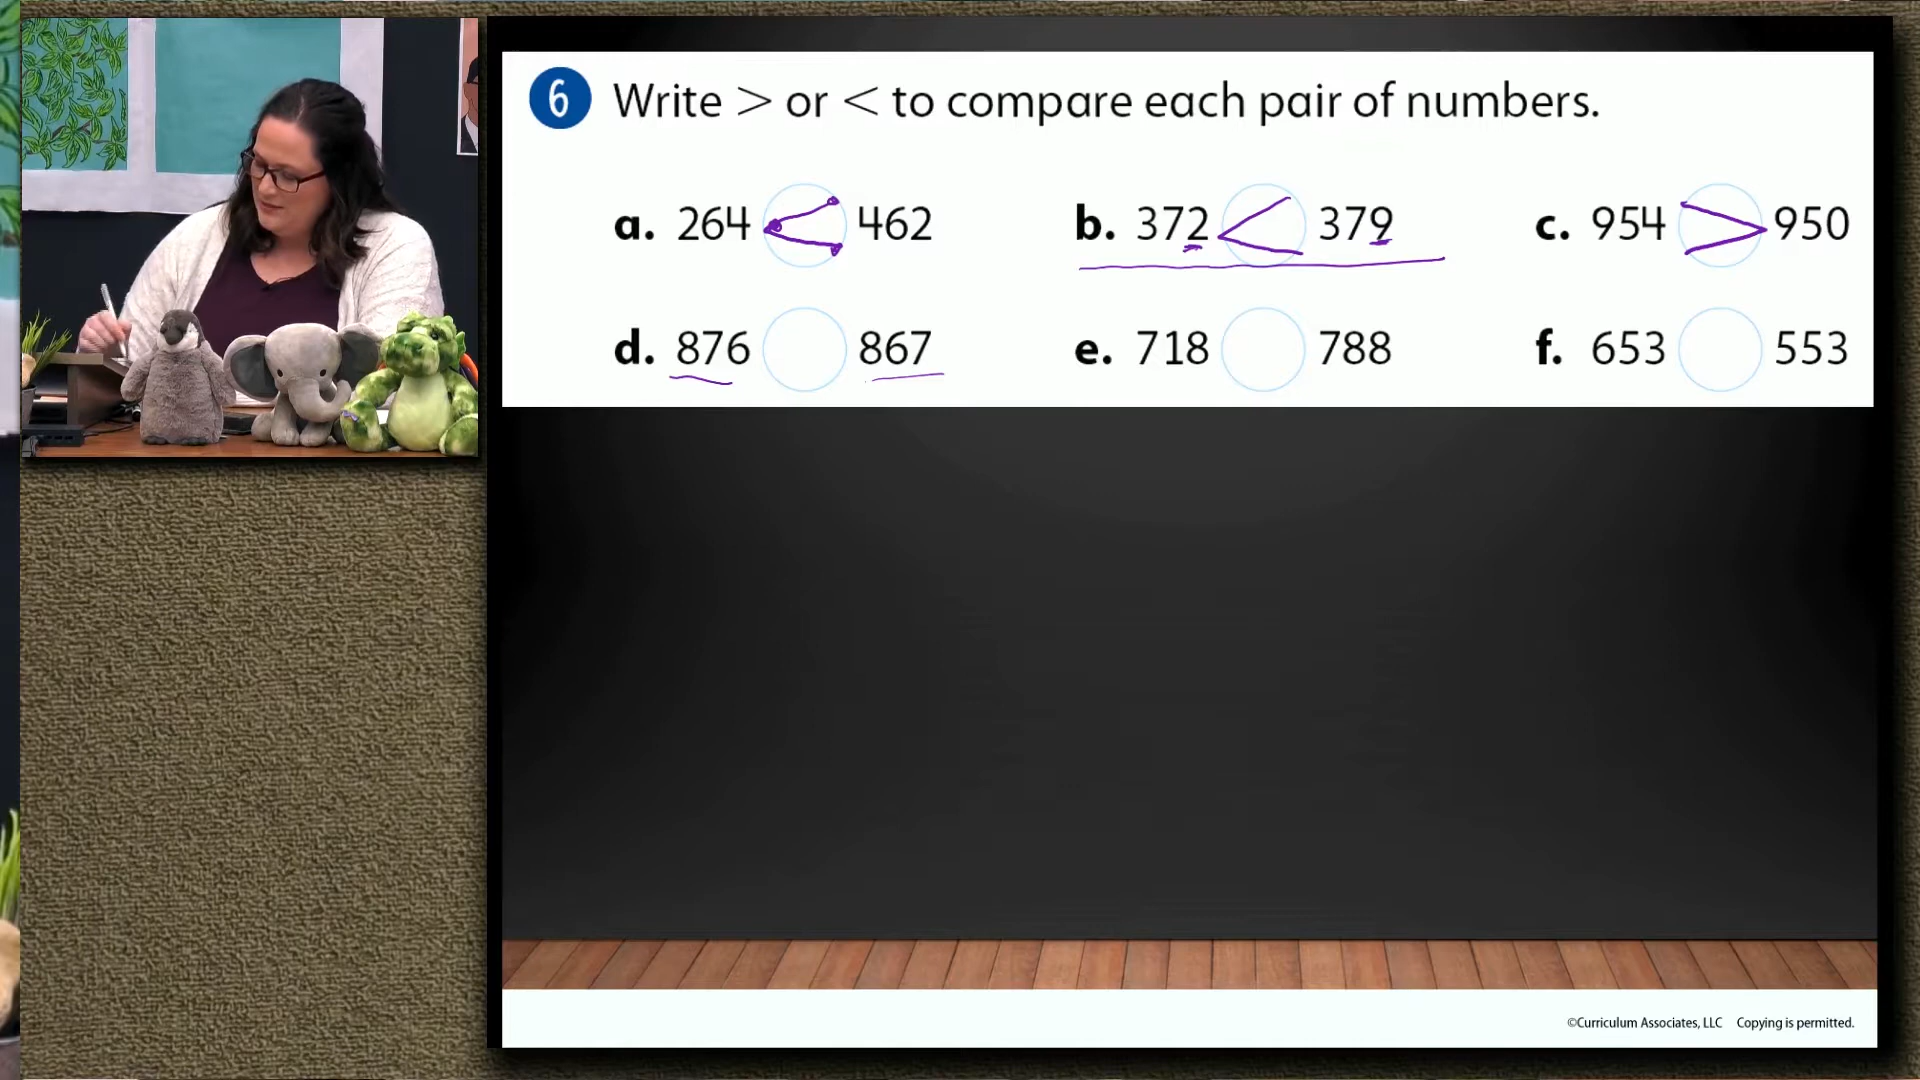 6 Write > or < to compare each pair of numbers.
a. 264 < 462 b. 372 < 379 c. 954 > 950
d. 876 867 e. 718 788 f. 653 553
©Curriculum Associates, LLC Copying is permitted.